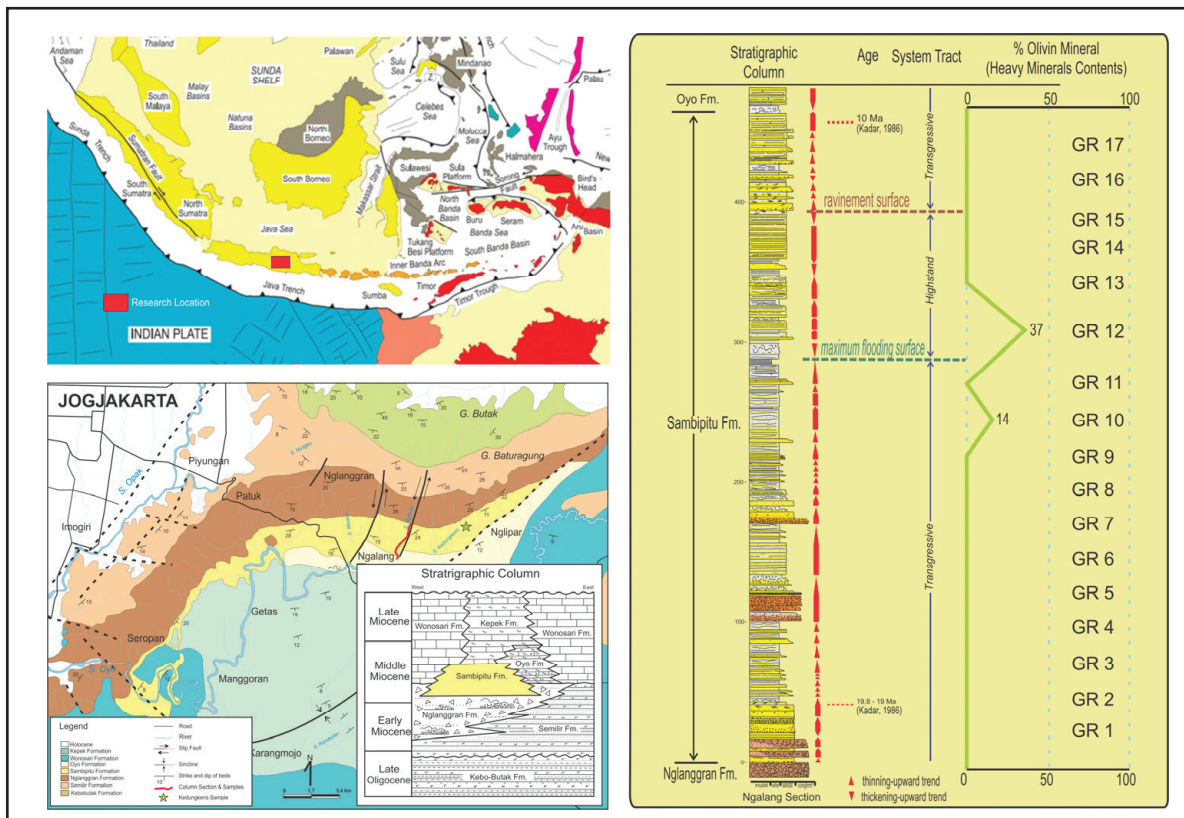 Andaman
Sea
Thailand
South
Malaya
Malay
Basins
SUNDA
SHELF
Natuna
Basins
North
Borneo
South Borneo
Palawan
Sulu
Sea
Mindanao
Z
Celebes
Sea
Molucca
Sea
Halmahera
Palau
Ayu
Trough
New
Sunda
Trench
Sumatran Fault
South
Sumatra
North
Sumatra
Makassar Strait
Sulawesi
Sula
Platform
Sorong
Fault
Bird's
Head
North
Banda
Basin
Buru
Seram
Banda Sea
Aru
Basin
Tukang
Besi Platform
South Banda Basin
Inner Banda Arc
Java Sea
Java Trench
Sumba
Timor
Timor Trough
Research Location
INDIAN PLATE
JOGJAKARTA
G. Butak
G. Baturagung
Piyungan
S. Opak
Nglanggran
Patuk
Imogiri
Nglipar
Ngalang
Getas
Seropan
S. Oyo
Manggoran
Karangmojo
N
0
1,7
3,4 km
Legend
Holocene
Kepek Formation
Wonosari Formation
Oyo Formation
Sambipitu Formation
Nglanggran Formation
Semilir Formation
Kebobutak Formation
Road
River
Slip Fault
Sincline
Strike and dip of beds
Column Section & Samples
Kedungkeris Sample
Stratrigraphic Column
West
East
Late
Miocene
Wonosari Fm.
Kepek Fm.
Wonosari Fm.
Middle
Miocene
Oyo Fm
Sambipitu Fm.
Early
Miocene
Nglanggran Fm.
Semilir Fm.
Late
Oligocene
Kebo-Butak Fm.
Stratigraphic
Column
Age
System Tract
% Olivin Mineral
(Heavy Minerals Contents)
0
50
100
Oyo Fm.
10 Ma
(Kadar, 1986)
Transgressive
GR 17
GR 16
400
ravinement surface
GR 15
GR 14
Highsland
GR 13
37
GR 12
300
maximum flooding surface
GR 11
Sambipitu Fm.
14
GR 10
GR 9
200
GR 8
GR 7
Transgressive
GR 6
GR 5
100
GR 4
GR 3
19,8 - 19 Ma
(Kadar, 1986)
GR 2
GR 1
0
Nglanggran Fm.
0
50
100
Ngalang Section
thinning-upward trend
thickening-upward trend